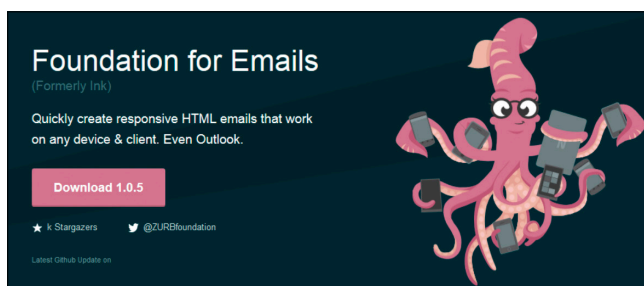 Foundation for Emails
(Formerly Ink)
Quickly create responsive HTML emails that work
on any device & client. Even Outlook.
Download 1.0.5
k Stargazers
@ZURBfoundation
Latest Github Update on